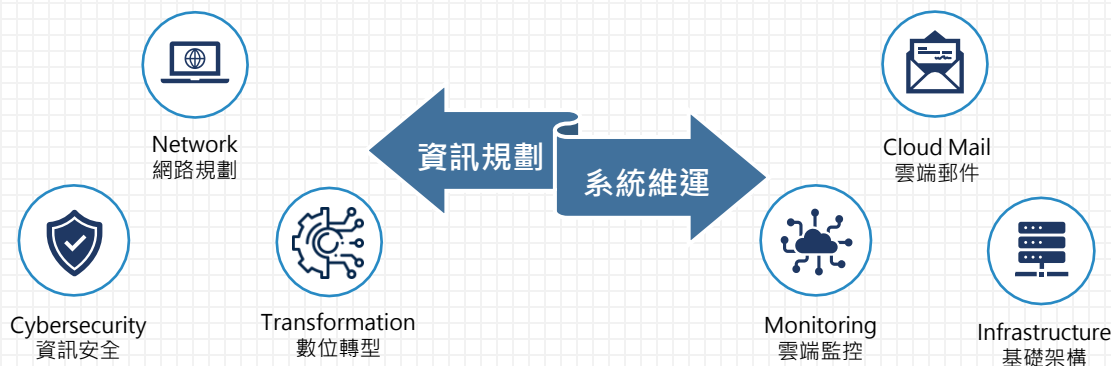 Network
網路規劃
Cybersecurity
資訊安全
Transformation
數位轉型
資訊規劃
系統維運
Cloud Mail
雲端郵件
Monitoring
雲端監控
Infrastructure
基礎架構